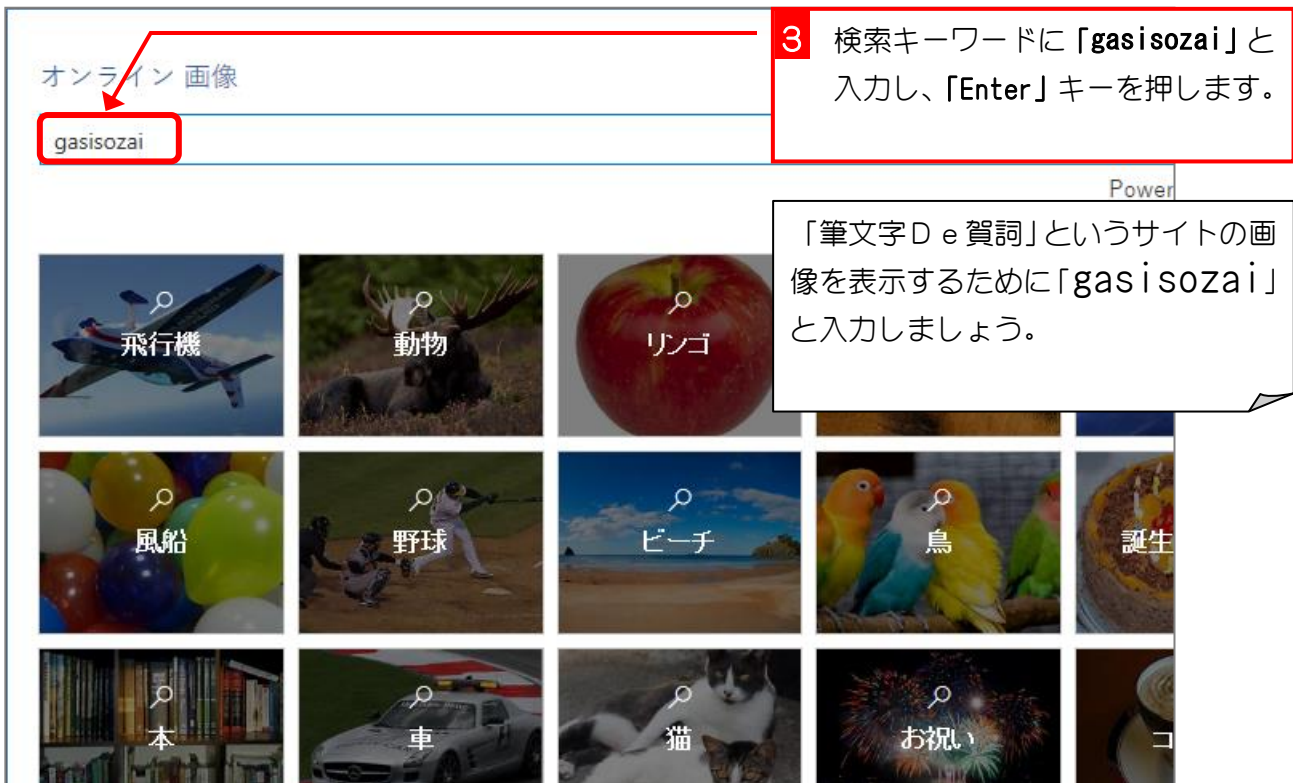 3 検索キーワードに「gasisozai」と
入力し、「Enter」キーを押します。
オンライン 画像
gasisozai
Power
「筆文字Ｄｅ賀詞」というサイトの画
像を表示するために「gasisozai」
と入力しましょう。
飛行機
動物
リンゴ
風船
野球
ビーチ
鳥
誕生
本
車
猫
お祝い
コ